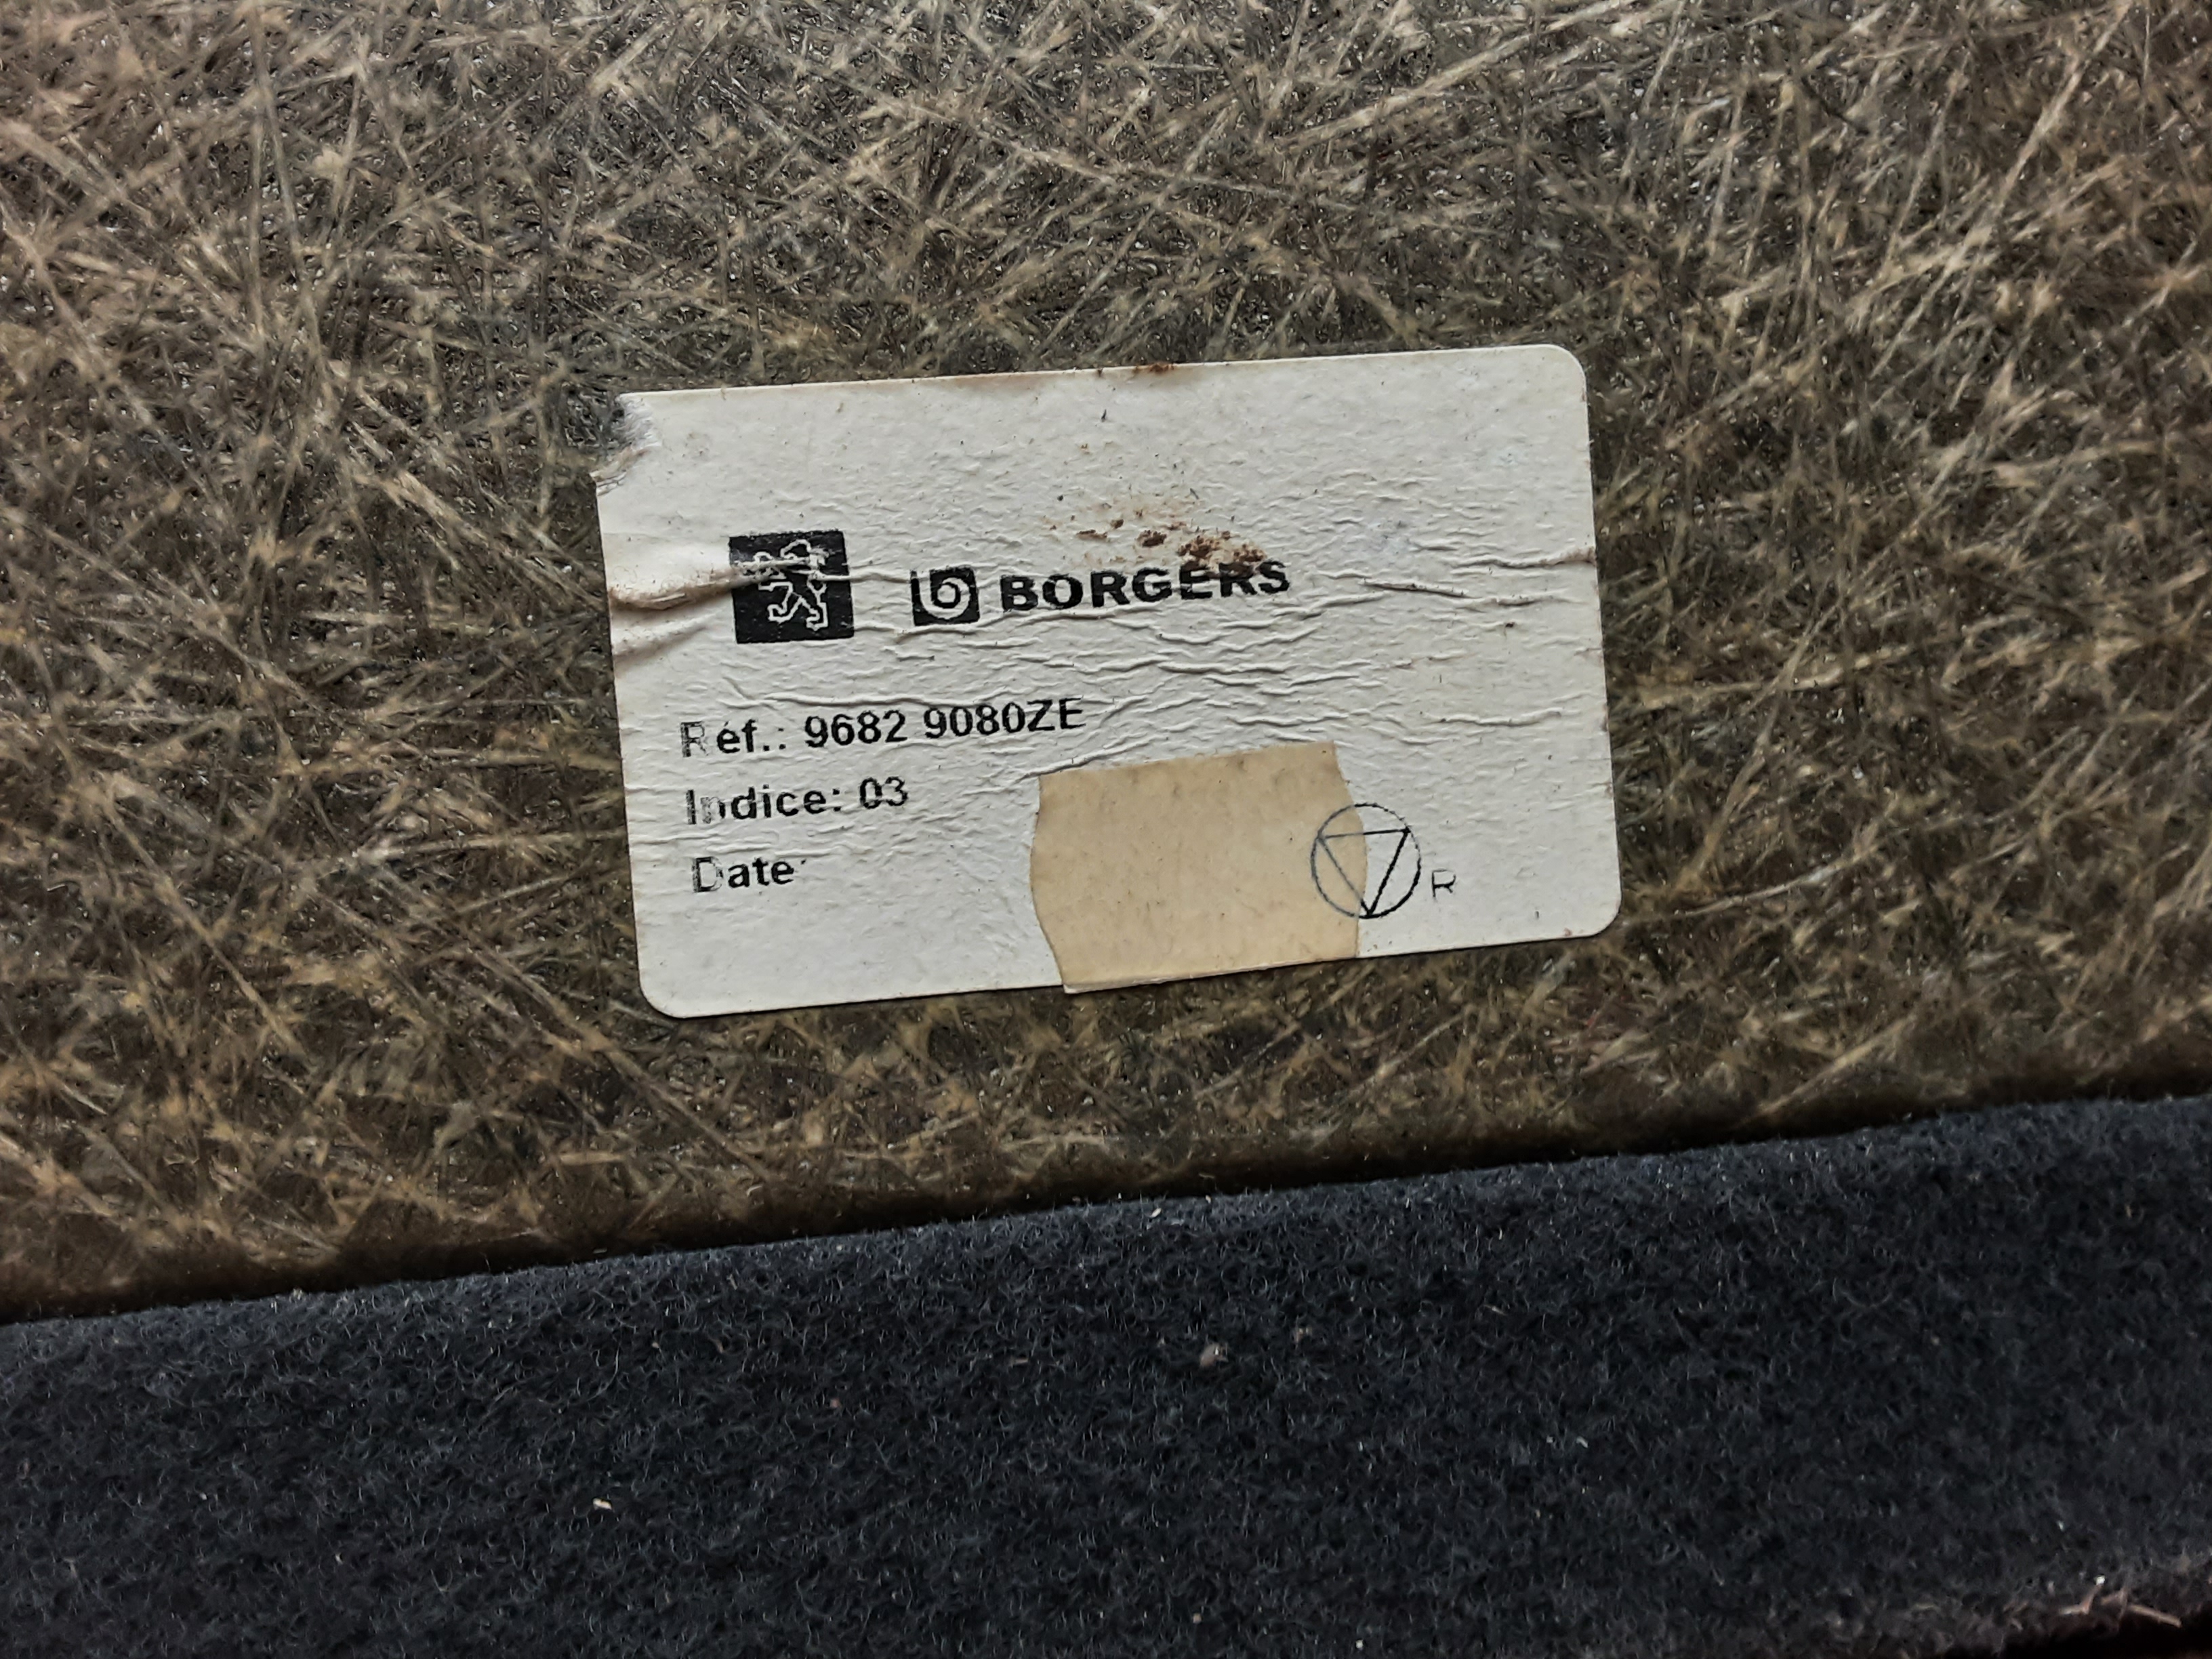 BORGERS
Réf.: 9682 9080ZE
Indice: 03
Date
R